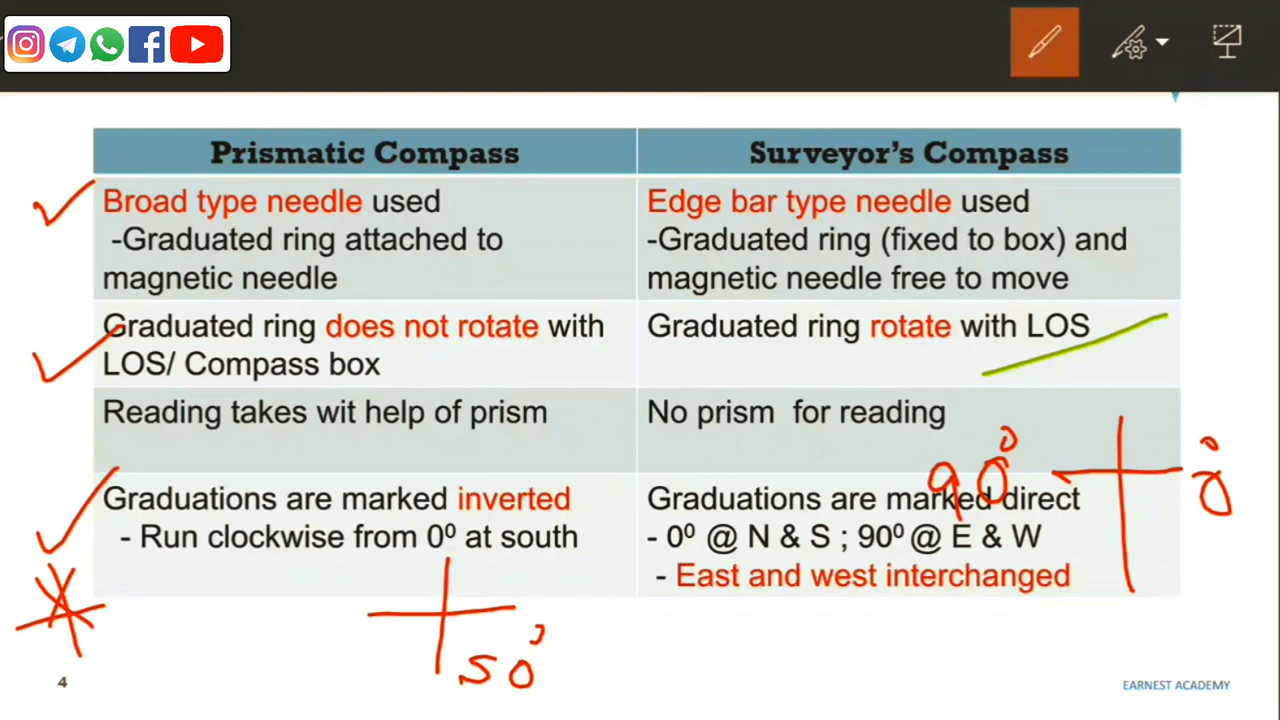 Prismatic Compass
Surveyor's Compass
Broad type needle used
-Graduated ring attached to
magnetic needle
Edge bar type needle used
-Graduated ring (fixed to box) and
magnetic needle free to move
Graduated ring does not rotate with
LOS/ Compass box
Graduated ring rotate with LOS
Reading takes wit help of prism
No prism for reading
Graduations are marked inverted
- Run clockwise from 0⁰ at south
Graduations are marked direct
- 0⁰ @ N & S ; 90⁰ @ E & W
- East and west interchanged
90°
0°
S 0°
4
EARNEST ACADEMY